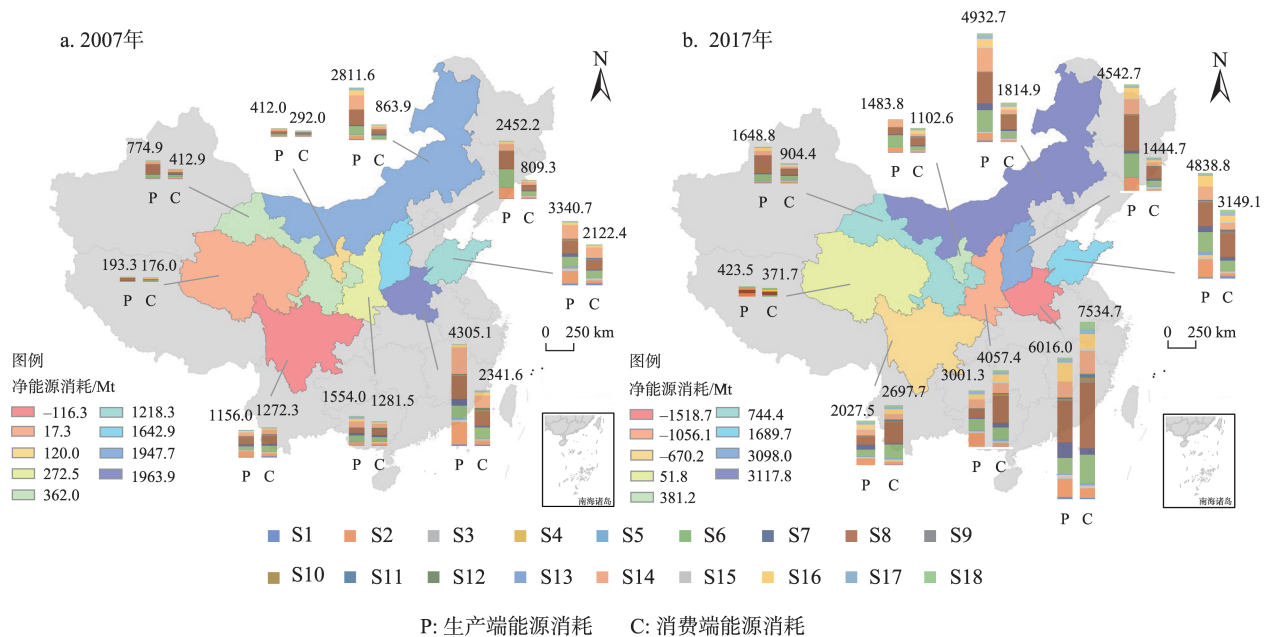 a. 2007年
N
412.0
292.0
P C
2811.6
863.9
P C
2452.2
809.3
P C
774.9
412.9
P C
3340.7
2122.4
P C
193.3 176.0
P C
4305.1
2341.6
P C
1156.0 1272.3
P C
1554.0 1281.5
P C
0 250 km
图例
净能源消耗/Mt
–116.3
17.3
120.0
272.5
362.0
1218.3
1642.9
1947.7
1963.9
南海诸岛
b. 2017年
N
4932.7
1814.9
P C
4542.7
1444.7
P C
1483.8
1102.6
P C
1648.8
904.4
P C
4838.8
3149.1
P C
423.5 371.7
P C
7534.7
6016.0
P C
4057.4
3001.3
P C
2697.7
2027.5
P C
0 250 km
图例
净能源消耗/Mt
–1518.7
–1056.1
–670.2
51.8
381.2
744.4
1689.7
3098.0
3117.8
南海诸岛
S1 S2 S3 S4 S5 S6 S7 S8 S9
S10 S11 S12 S13 S14 S15 S16 S17 S18
P: 生产端能源消耗 C: 消费端能源消耗